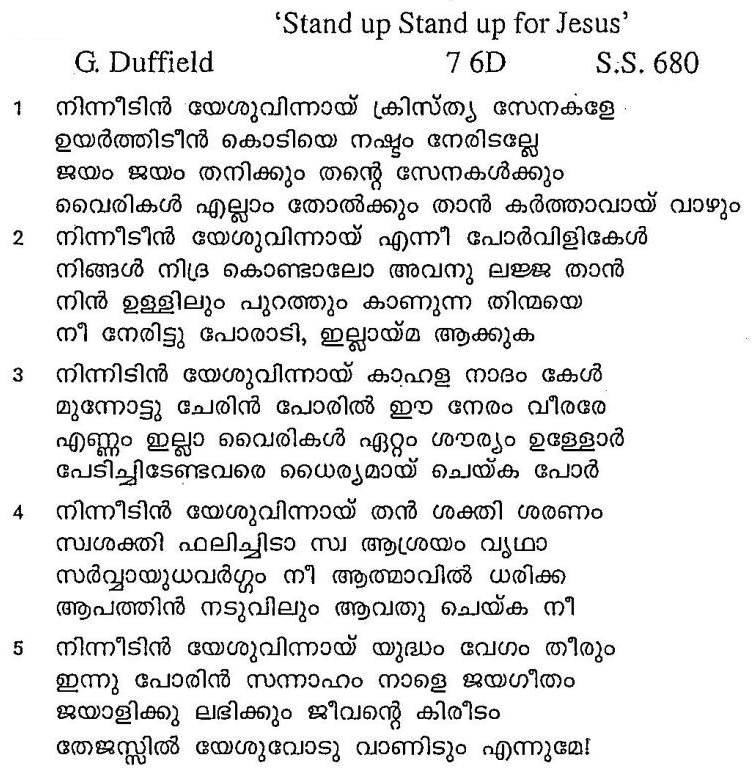 ‘Stand up Stand up for Jesus’
G. Duffield 7 6D S.S. 680
1 നിന്നീടിൻ യേശുവിന്നായ് ക്രിസ്ത്യ സേനകളേ
ഉയർത്തിടീൻ കൊടിയെ നഷ്ടം നേരിടല്ലേ
ജയം ജയം തനിക്കും തന്റെ സേനകൾക്കും
വൈരികൾ എല്ലാം തോൽക്കും താൻ കർത്താവായ് വാഴും
2 നിന്നീടീൻ യേശുവിന്നായ് എന്നീ പോർവിളികേൾ
നിങ്ങൾ നിദ്ര കൊണ്ടാലോ അവനു ലജ്ജ താൻ
നിൻ ഉള്ളിലും പുറത്തും കാണുന്ന തിന്മയെ
നീ നേരിട്ടു പോരാടി, ഇല്ലായ്മ ആക്കുക
3 നിന്നിടിൻ യേശുവിന്നായ് കാഹള നാദം കേൾ
മുന്നോട്ടു ചേരിൻ പോരിൽ ഈ നേരം വീരരേ
എണ്ണം ഇല്ലാ വൈരികൾ ഏറ്റം ശൗര്യം ഉള്ളോർ
പേടിച്ചിടേണ്ടവരെ ധൈര്യമായ് ചെയ്ക പോർ
4 നിന്നീടിൻ യേശുവിന്നായ് തൻ ശക്തി ശരണം
സ്വശക്തി ഫലിച്ചിടാ സ്വ ആശ്രയം വൃഥാ
സർവ്വായുധവർഗ്ഗം നീ ആത്മാവിൽ ധരിക്ക
ആപത്തിൻ നടുവിലും ആവതു ചെയ്ക നീ
5 നിന്നീടിൻ യേശുവിന്നായ് യുദ്ധം വേഗം തീരും
ഇന്നു പോരിൻ സന്നാഹം നാളെ ജയഗീതം
ജയാളിക്കു ലഭിക്കും ജീവന്റെ കിരീടം
തേജസ്സിൽ യേശുവോടു വാണിടും എന്നുമേ!